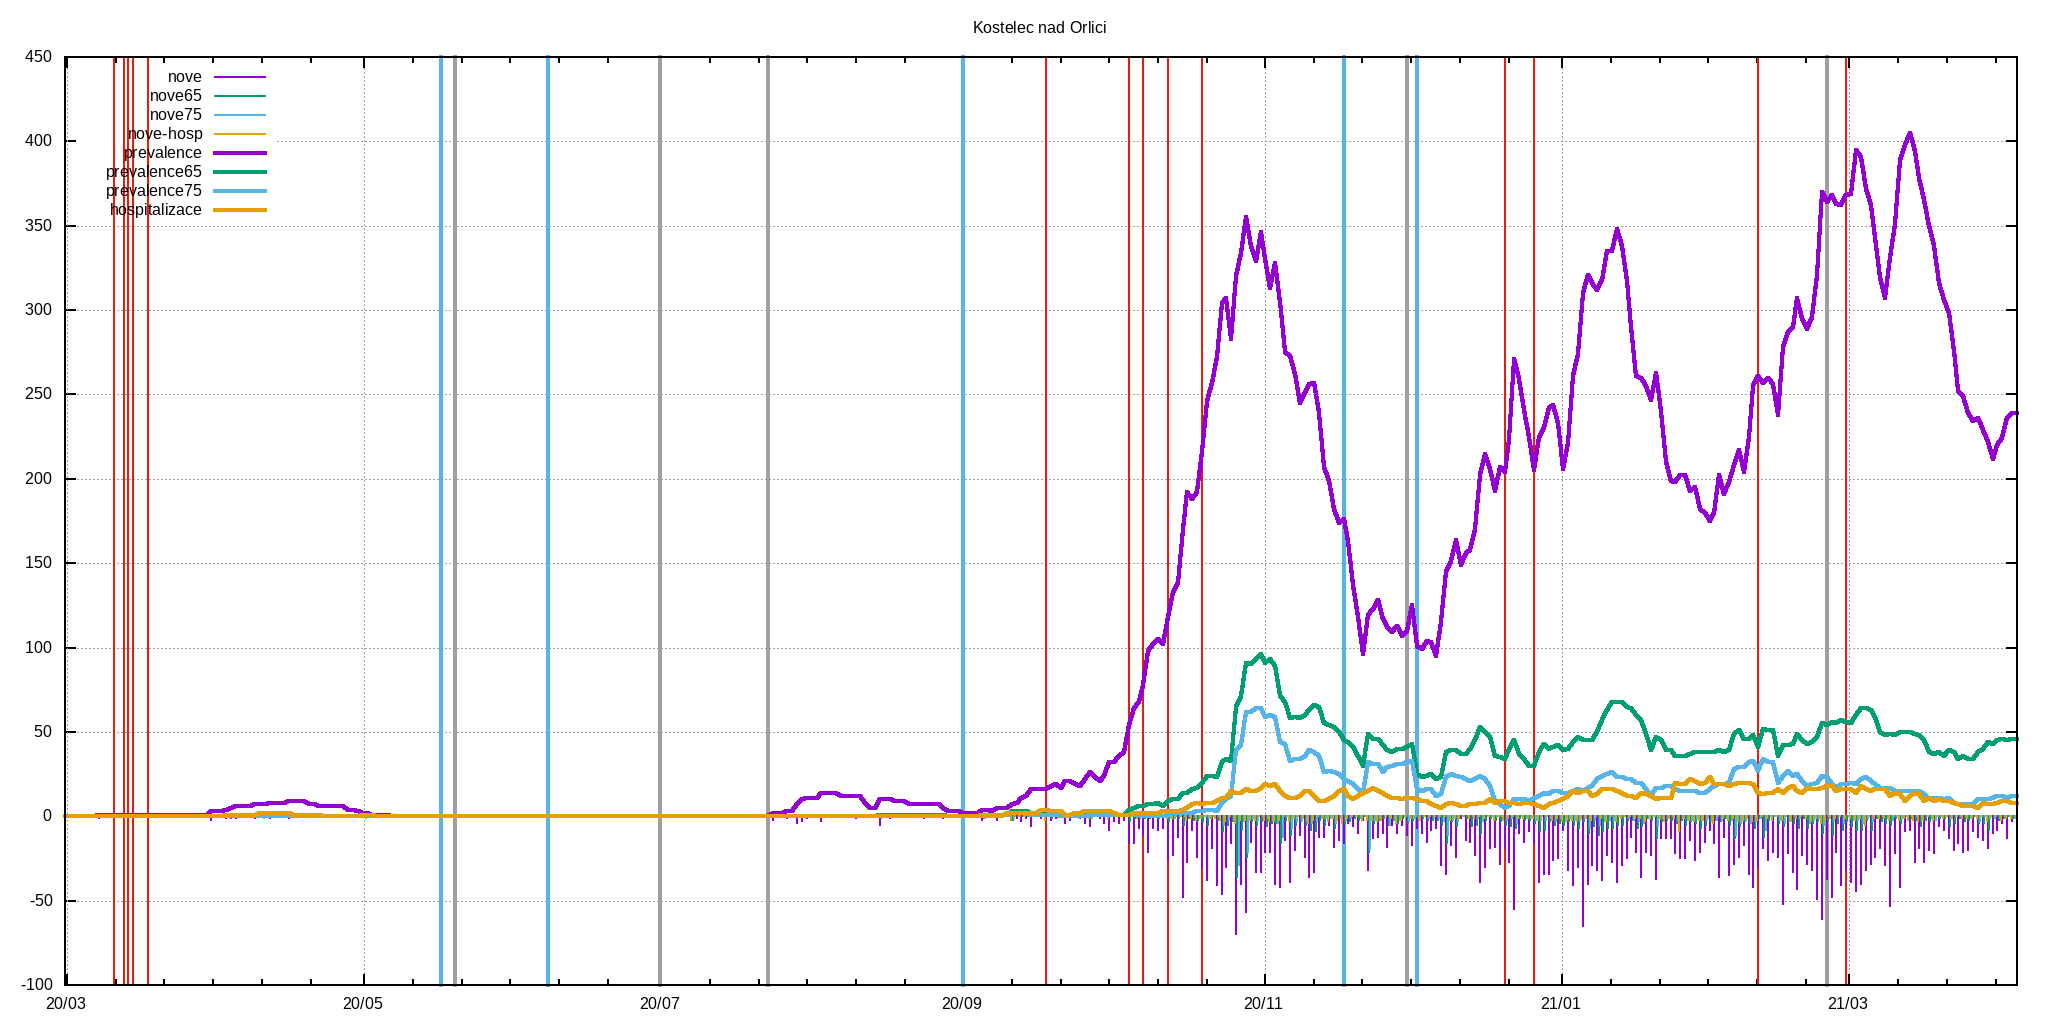 Kostelec nad Orlici
450
400
350
300
250
200
150
100
50
0
-50
-100
nove
nove65
nove75
nove-hosp
prevalence
prevalence65
prevalence75
hospitalizace
20/03 20/05 20/07 20/09 20/11 21/01 21/03